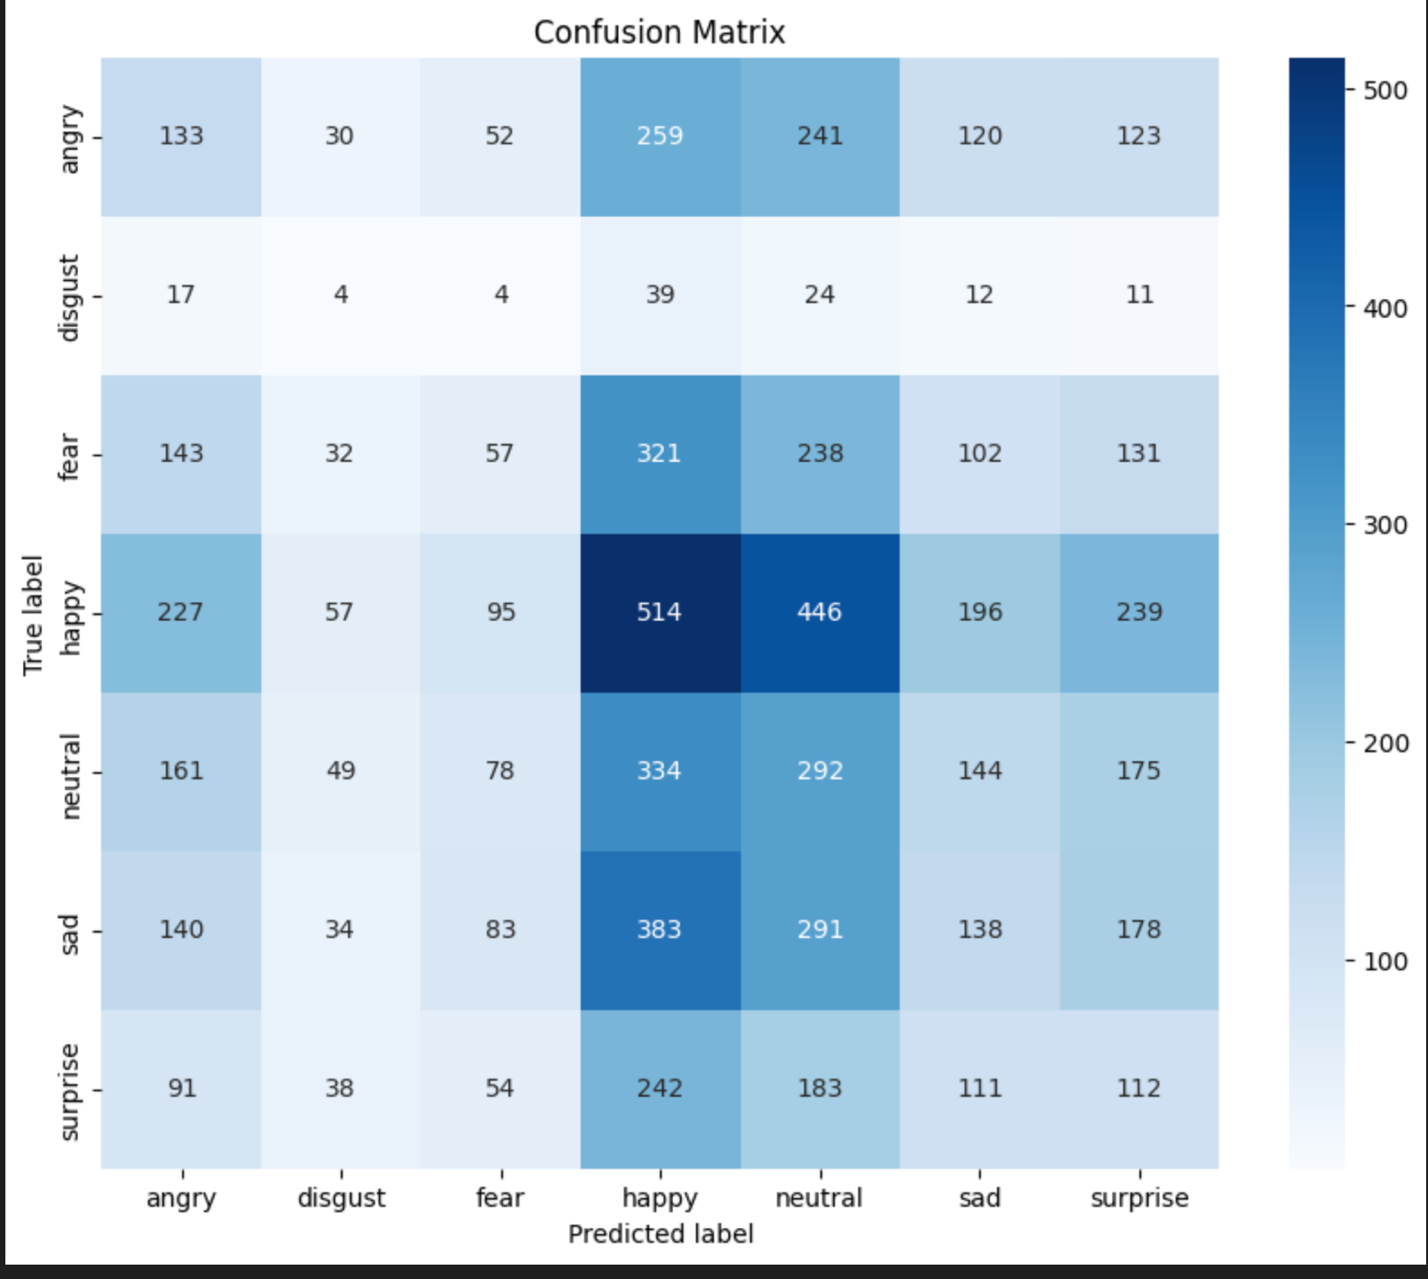 Confusion Matrix
angry 133 30 52 259 241 120 123
disgust 17 4 4 39 24 12 11
fear 143 32 57 321 238 102 131
happy 227 57 95 514 446 196 239
neutral 161 49 78 334 292 144 175
sad 140 34 83 383 291 138 178
surprise 91 38 54 242 183 111 112
True label
angry disgust fear happy neutral sad surprise
Predicted label
500
400
300
200
100